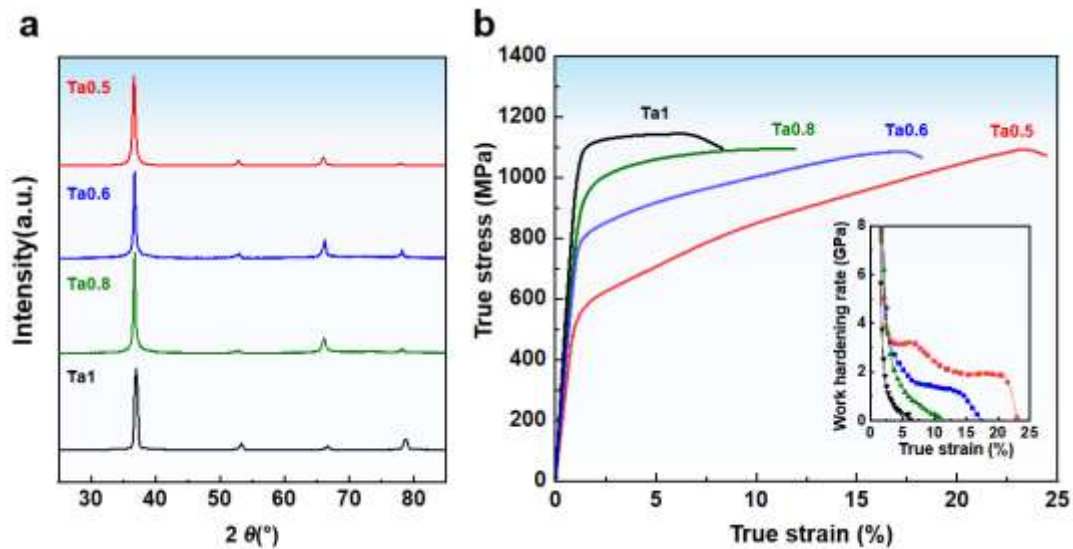 a
Intensity(a.u.)
Ta0.5
Ta0.6
Ta0.8
Ta1
30 40 50 60 70 80
2 θ(°)
b
True stress (MPa)
1400
1200
1000
800
600
400
200
0
Ta1
Ta0.8
Ta0.6
Ta0.5
0 5 10 15 20 25
True strain (%)
Work hardening rate (GPa)
8
6
4
2
0
0 5 10 15 20 25
True strain (%)